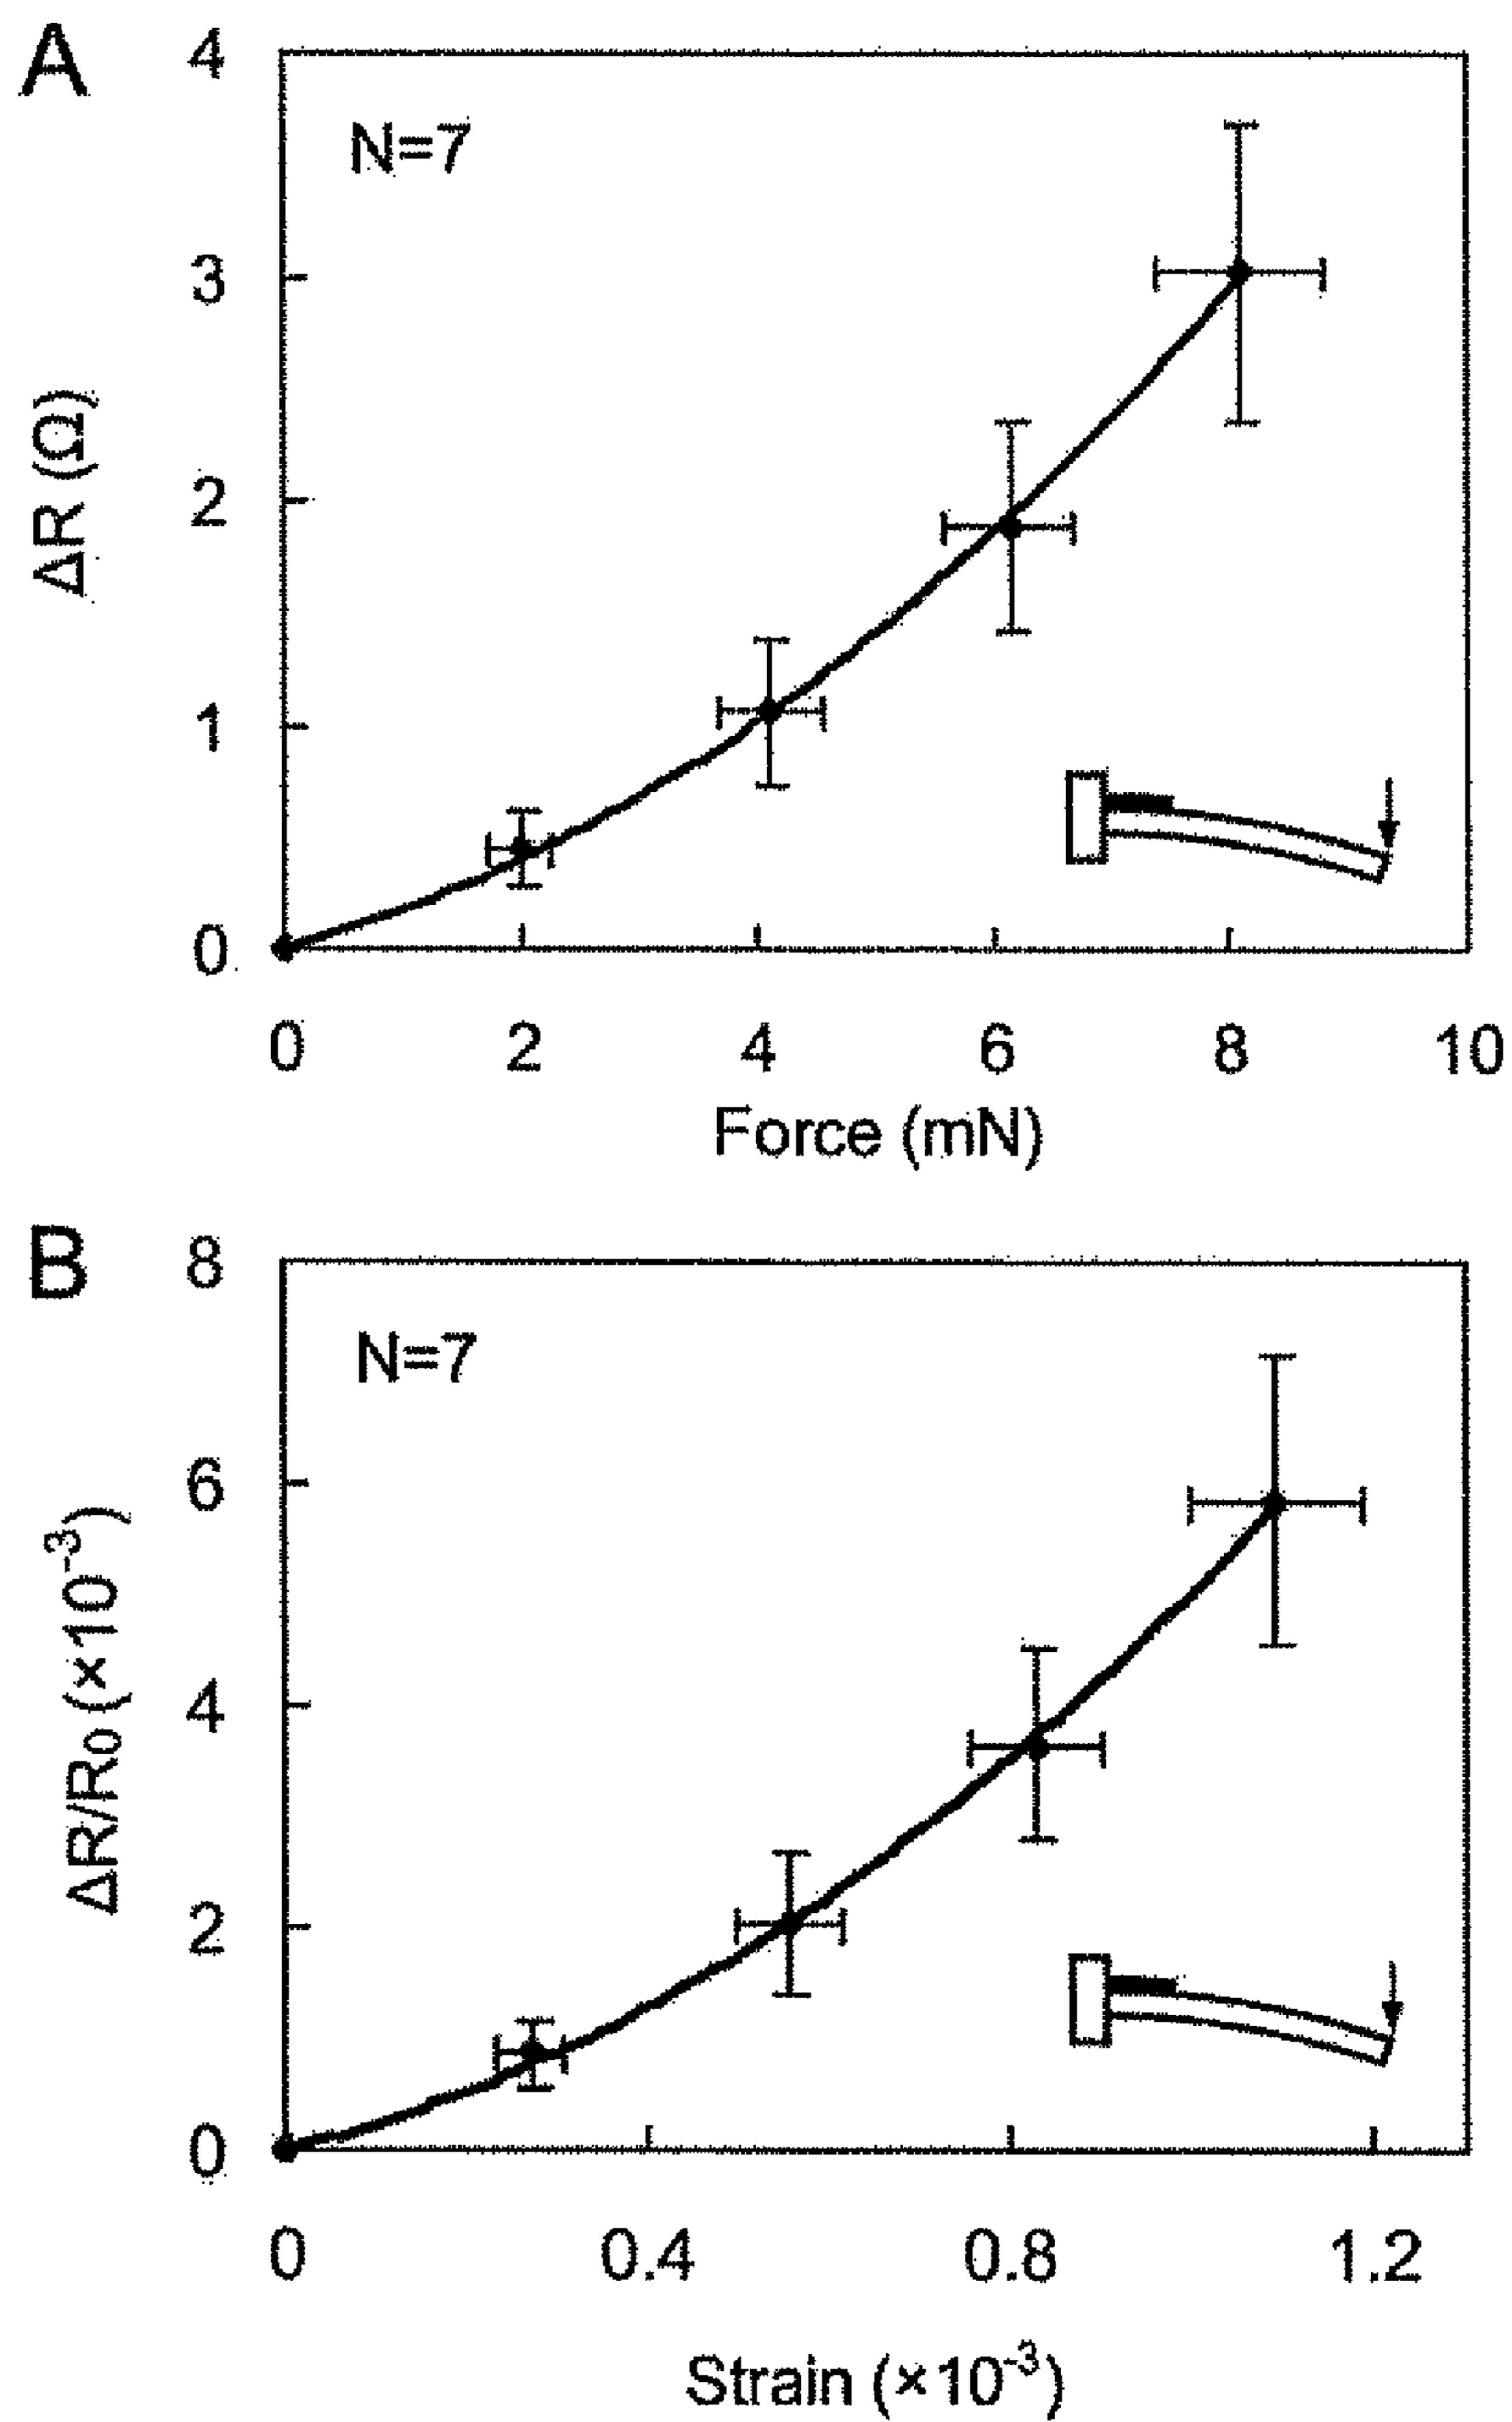 A
4
N=7
3
ΔR (Ω)
2
1
0
0 2 4 6 8 10
Force (mN)
B
8
N=7
6
ΔR/R₀ (×10⁻³)
4
2
0
0 0.4 0.8 1.2
Strain (×10⁻³)